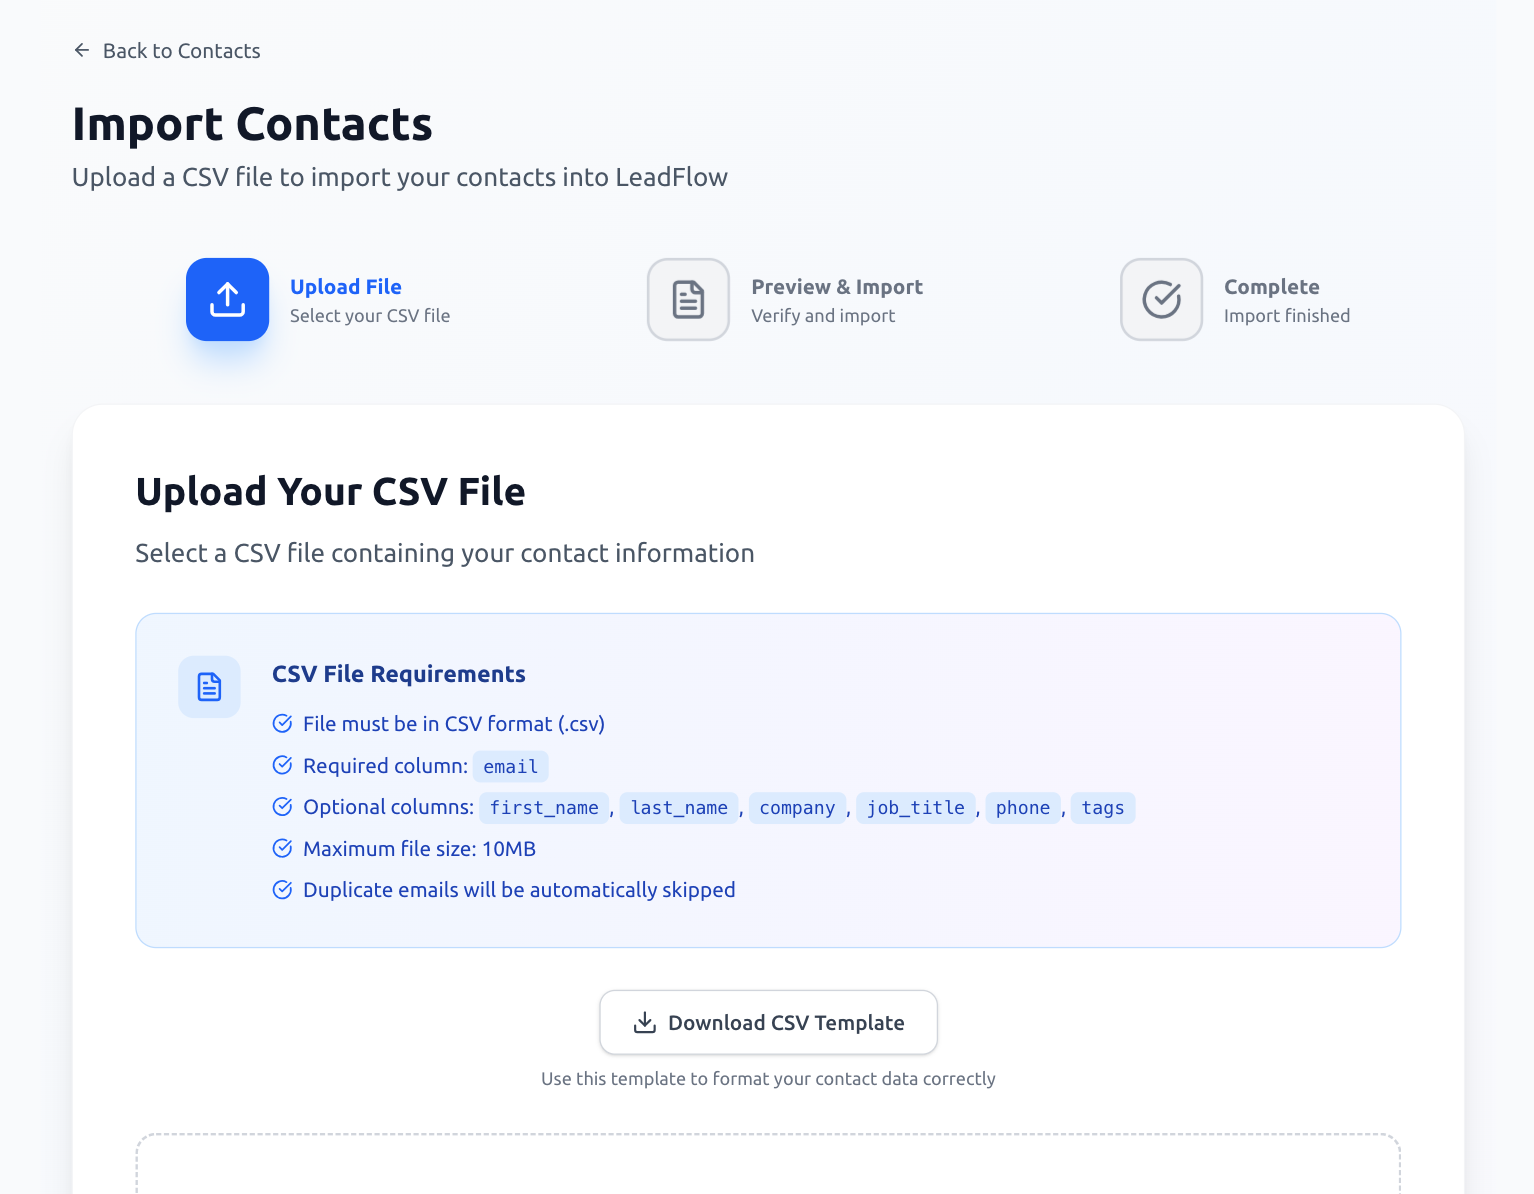 Back to Contacts
Import Contacts
Upload a CSV file to import your contacts into LeadFlow
Upload File
Select your CSV file
Preview & Import
Verify and import
Complete
Import finished
Upload Your CSV File
Select a CSV file containing your contact information
CSV File Requirements
File must be in CSV format (.csv)
Required column: email
Optional columns: first_name, last_name, company, job_title, phone, tags
Maximum file size: 10MB
Duplicate emails will be automatically skipped
Download CSV Template
Use this template to format your contact data correctly